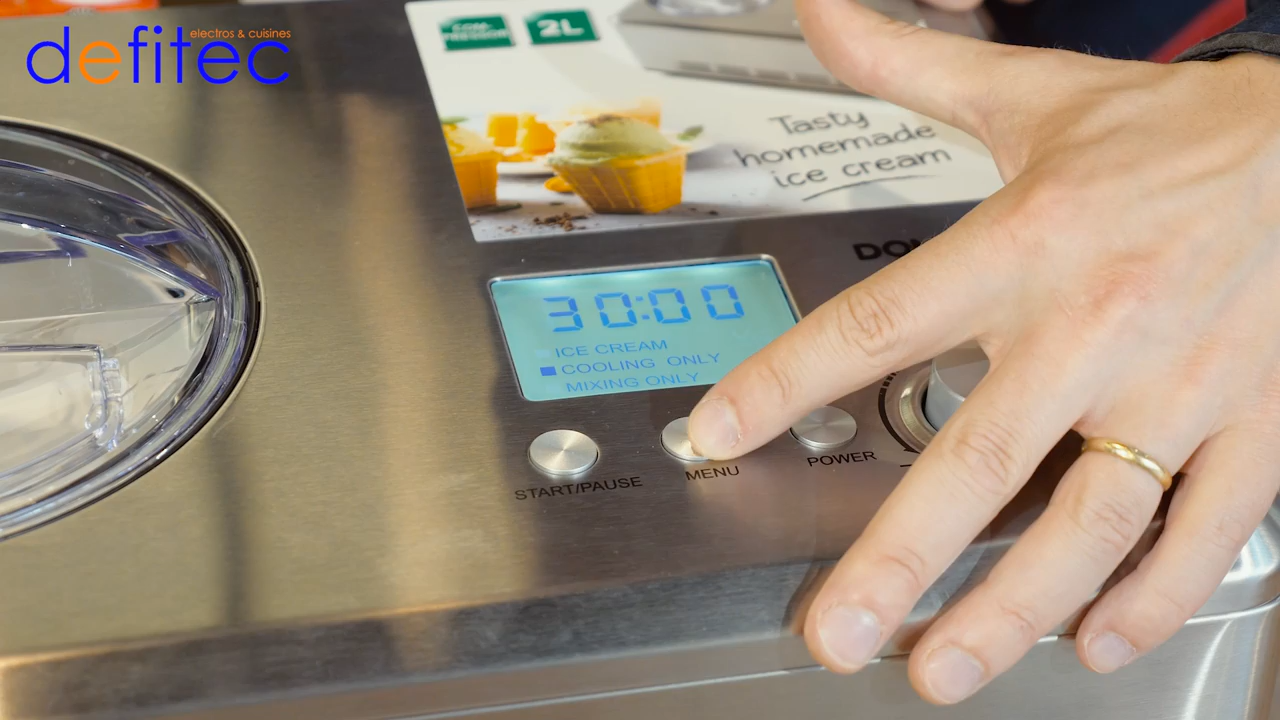 defitec
electros & cuisines
COM-
PRESSOR
2L
Tasty
homemade
ice cream
30:00
ICE CREAM
COOLING ONLY
MIXING ONLY
START/PAUSE
MENU
POWER